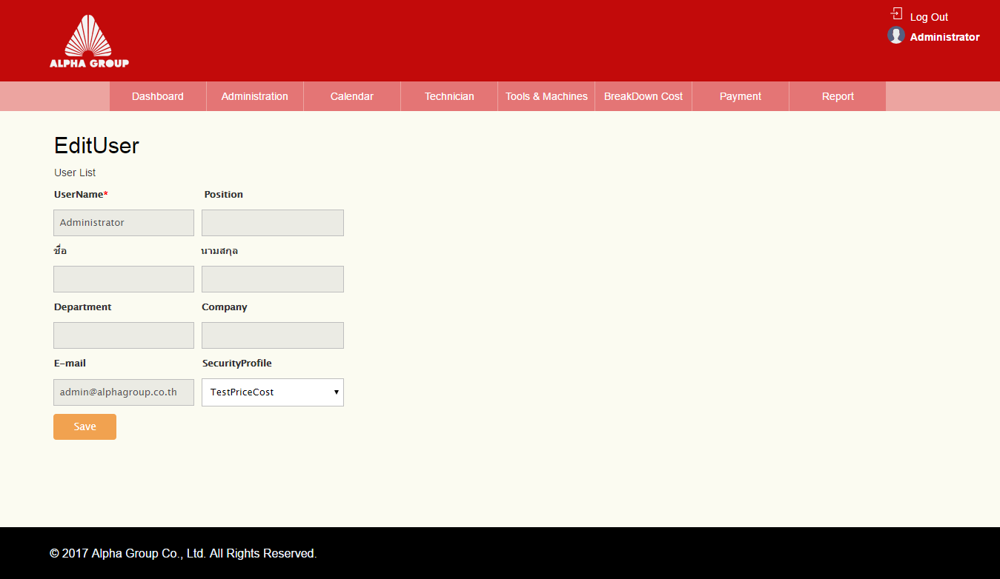 Log Out
ALPHA GROUP
Administrator
Dashboard Administration Calendar Technician Tools & Machines BreakDown Cost Payment Report
EditUser
User List
UserName* Position
Administrator
ชื่อ นามสกุล
Department Company
E-mail SecurityProfile
admin@alphagroup.co.th TestPriceCost
Save
© 2017 Alpha Group Co., Ltd. All Rights Reserved.